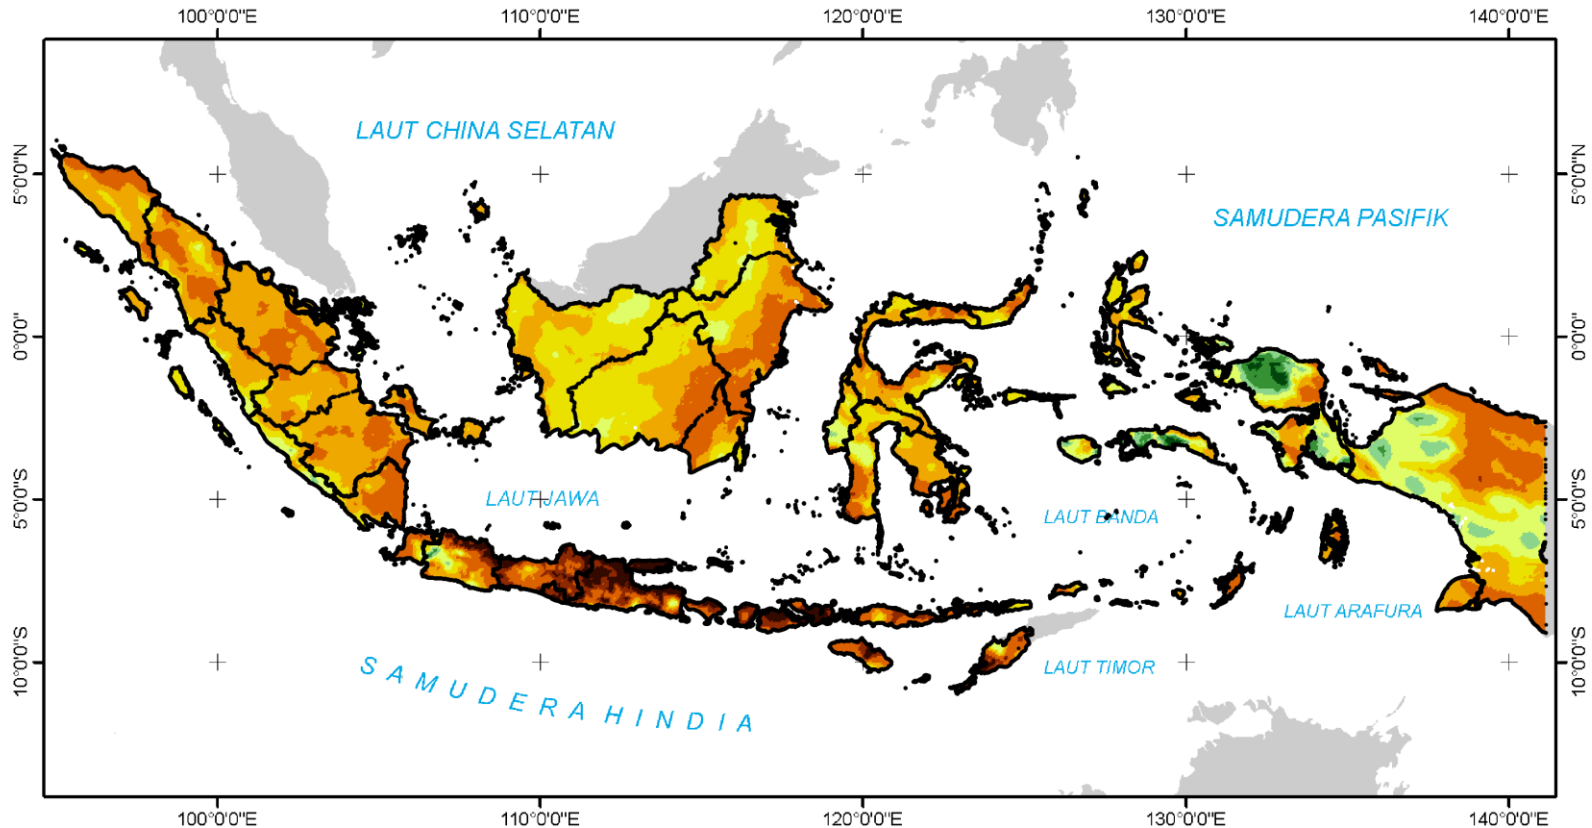 100°0'0"E 110°0'0"E 120°0'0"E 130°0'0"E 140°0'0"E
LAUT CHINA SELATAN
5°0'0"N 5°0'0"N
SAMUDERA PASIFIK
0°0'0" 0°0'0"
LAUT JAWA
5°0'0"S 5°0'0"S
LAUT BANDA
LAUT ARAFURA
10°0'0"S 10°0'0"S
LAUT TIMOR
SAMUDERA HINDIA
100°0'0"E 110°0'0"E 120°0'0"E 130°0'0"E 140°0'0"E